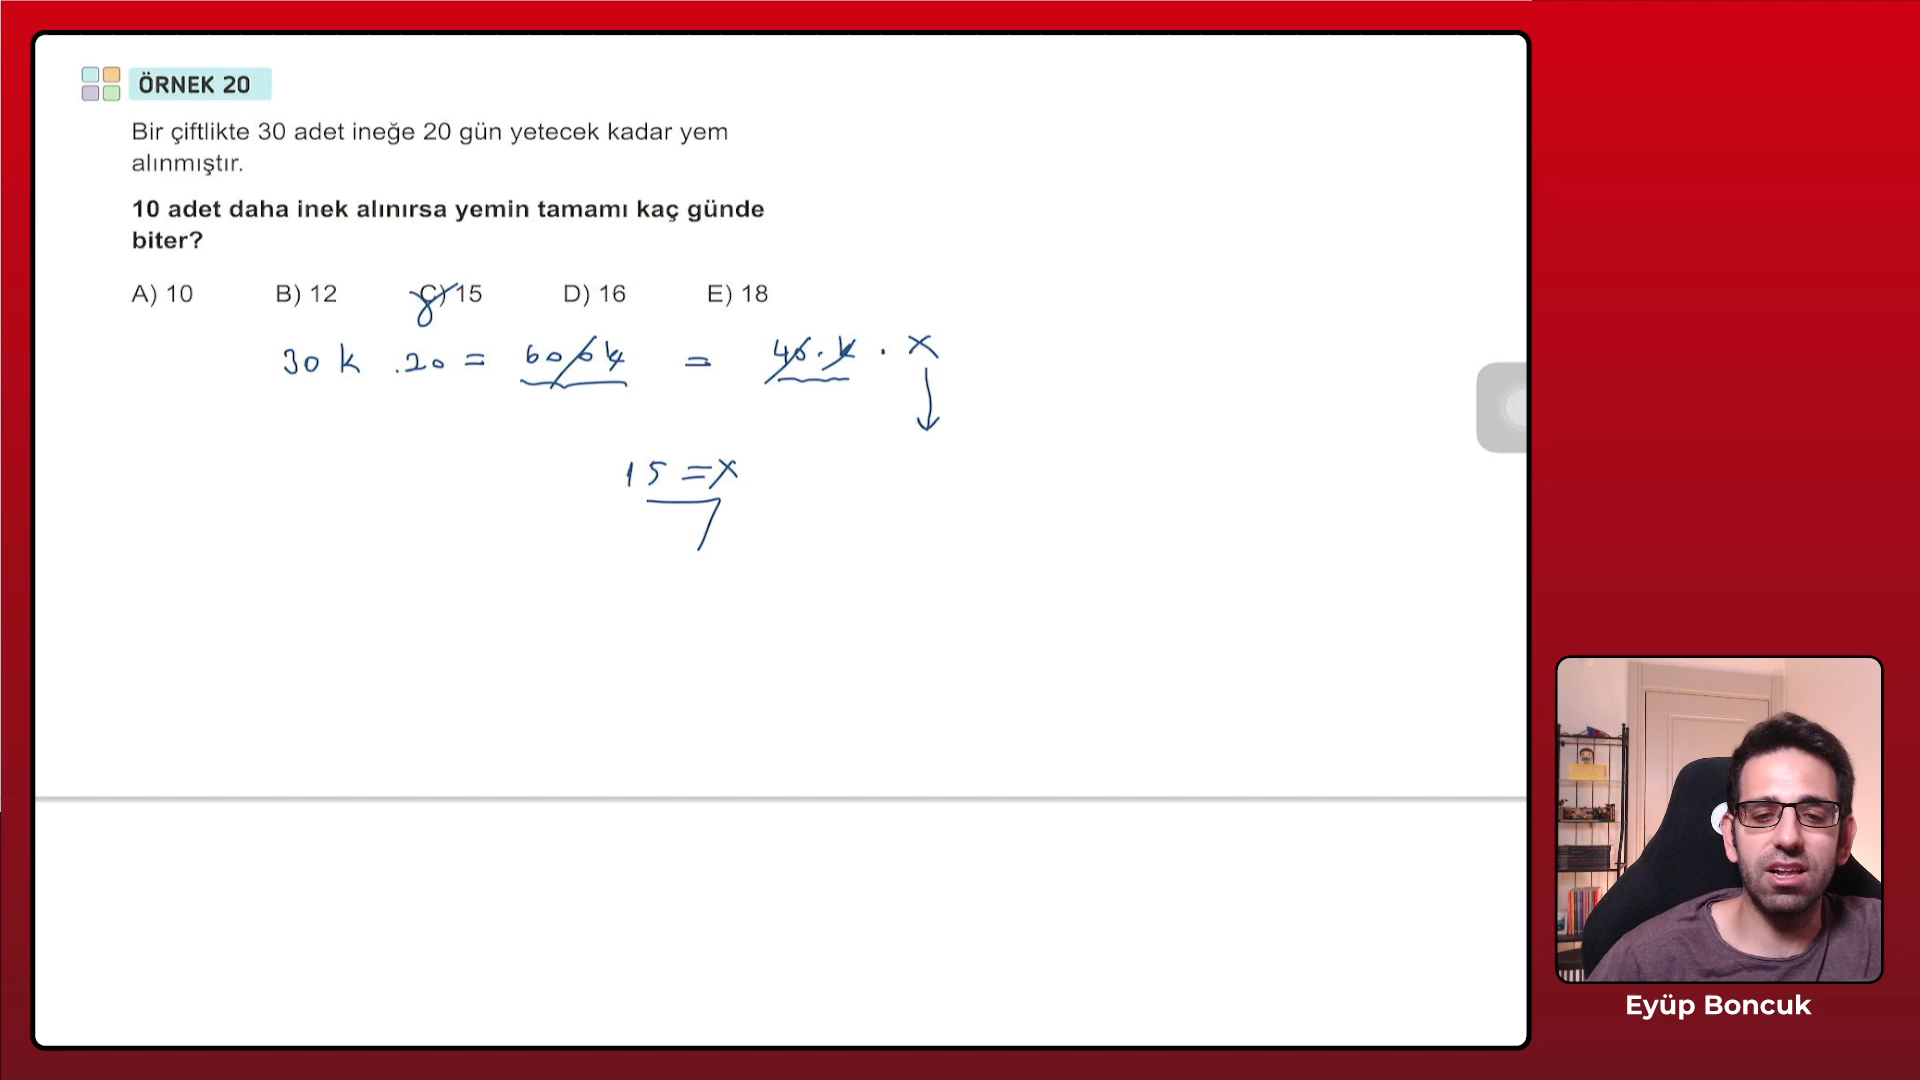 ÖRNEK 20
Bir çiftlikte 30 adet ineğe 20 gün yetecek kadar yem
alınmıştır.
10 adet daha inek alınırsa yemin tamamı kaç günde
biter?
A) 10 B) 12 C) 15 D) 16 E) 18
30 k .20 = 600k = 40.k . x
15 = x
Eyüp Boncuk